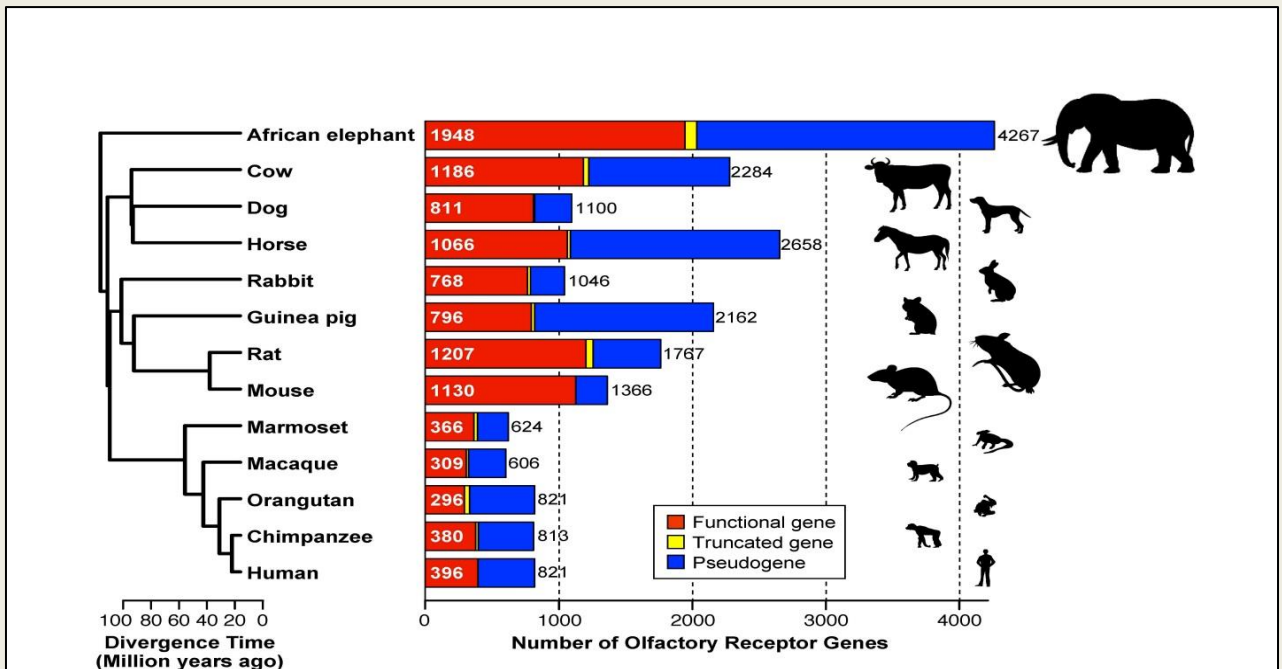 African elephant 1948 4267
Cow 1186 2284
Dog 811 1100
Horse 1066 2658
Rabbit 768 1046
Guinea pig 796 2162
Rat 1207 1767
Mouse 1130 1366
Marmoset 366 624
Macaque 309 606
Orangutan 296 821
Chimpanzee 380 813
Human 396 821
Functional gene
Truncated gene
Pseudogene
100 80 60 40 20 0
Divergence Time
(Million years ago)
0 1000 2000 3000 4000
Number of Olfactory Receptor Genes